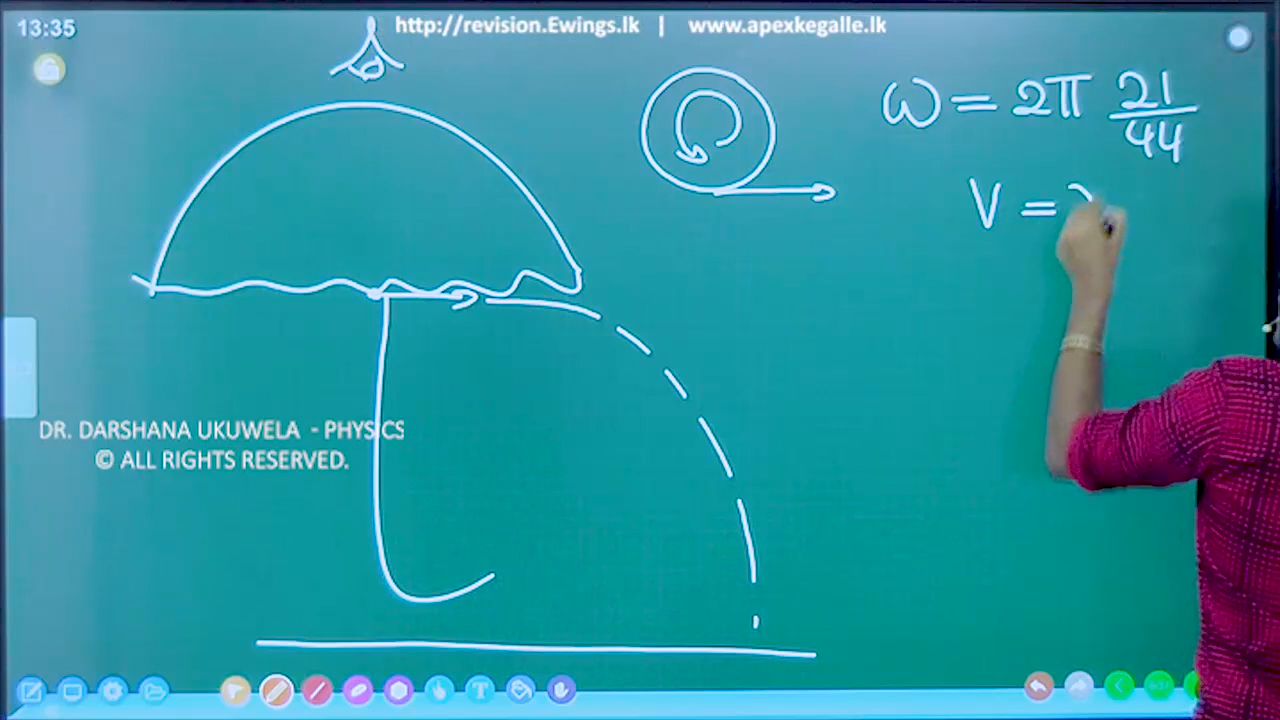 13:35
http://revision.Ewings.lk | www.apexkegalle.lk
ω = 2π 21/44
V =
DR. DARSHANA UKUWELA - PHYSICS
© ALL RIGHTS RESERVED.